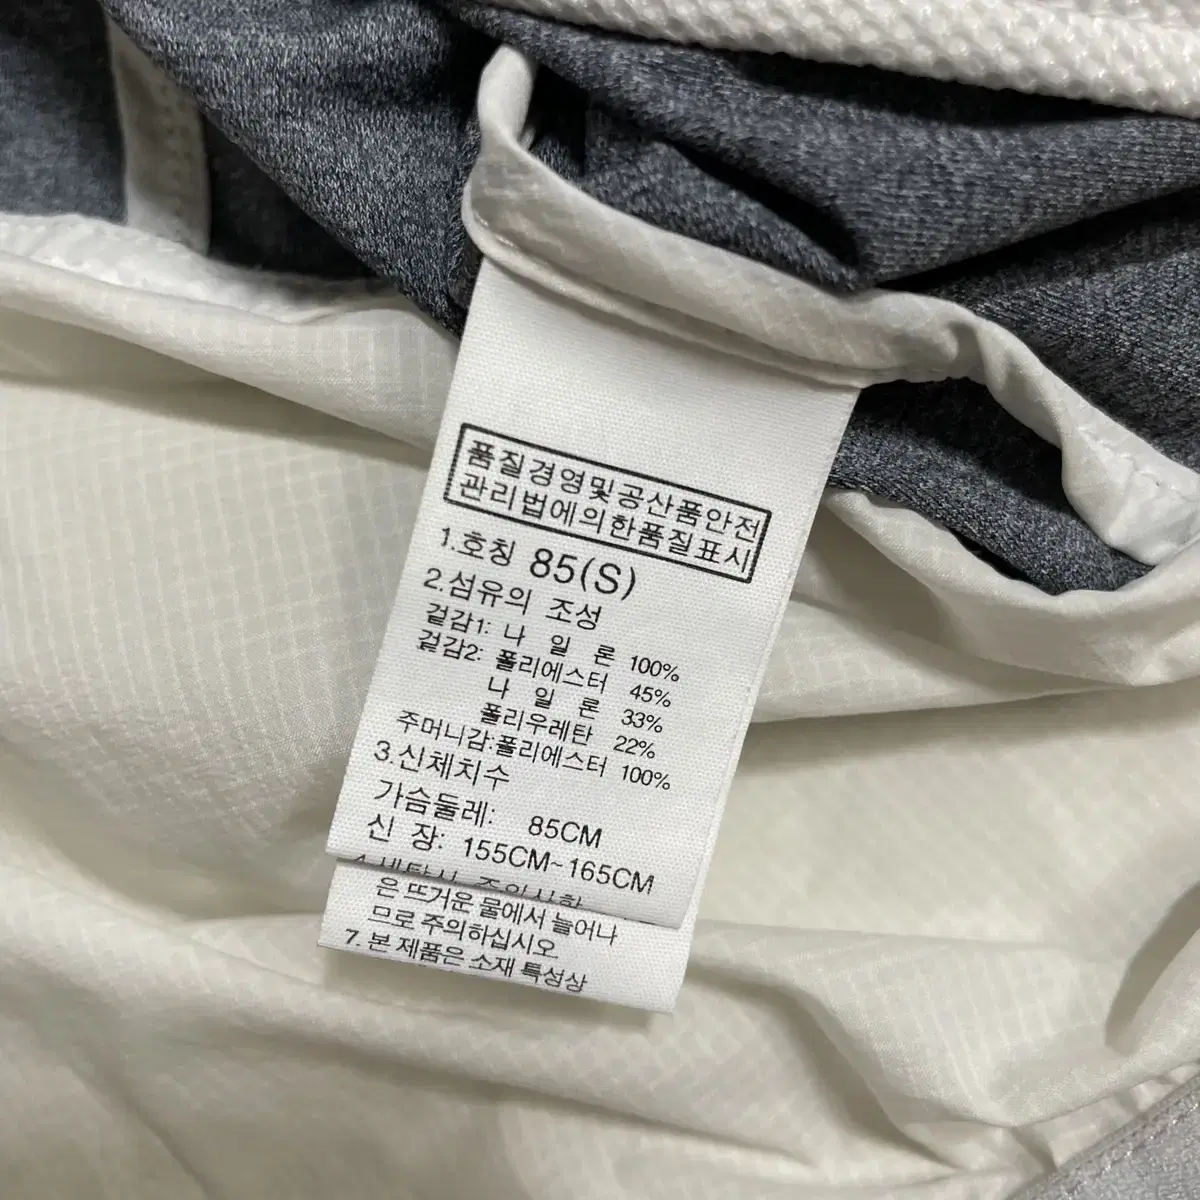 품질경영및공산품안전
관리법에의한품질표시
1.호칭 85(S)
2.섬유의 조성
겉감1: 나 일 론 100%
겉감2: 폴리에스터 45%
나 일 론 33%
폴리우레탄 22%
주머니감:폴리에스터 100%
3.신체치수
가슴둘레: 85CM
신 장: 155CM~165CM
은 뜨거운 물에서 늘어나
므로 주의하십시오.
7. 본 제품은 소재 특성상